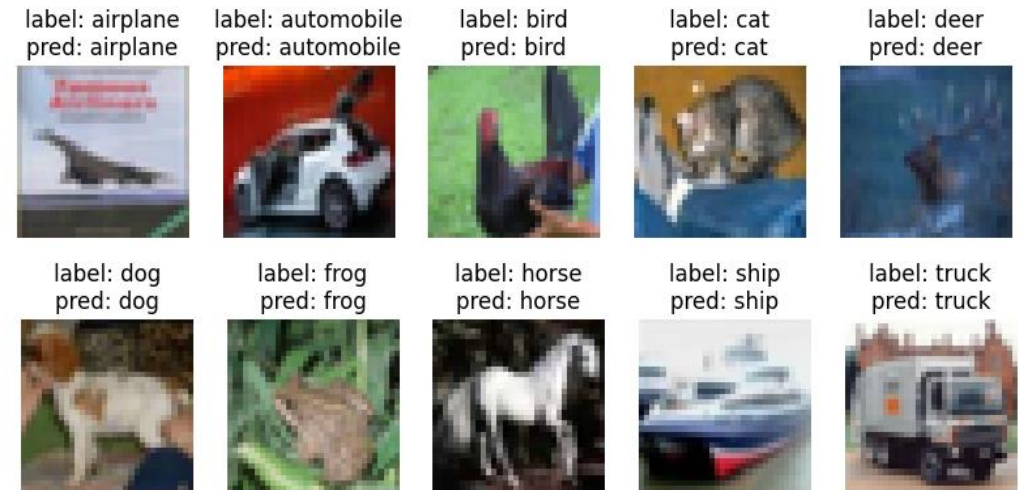 label: airplane
pred: airplane
label: automobile
pred: automobile
label: bird
pred: bird
label: cat
pred: cat
label: deer
pred: deer
label: dog
pred: dog
label: frog
pred: frog
label: horse
pred: horse
label: ship
pred: ship
label: truck
pred: truck